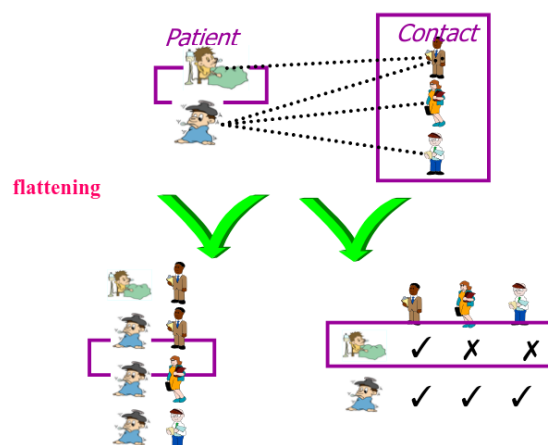 Patient
Contact
flattening
✓ ✗ ✗
✓ ✓ ✓